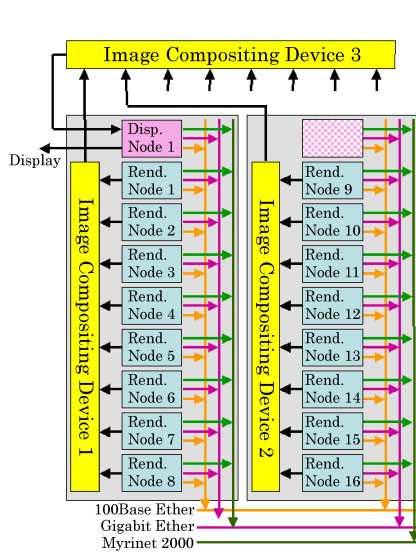 Image Compositing Device 3
Disp.
Node 1
Display
Image Compositing Device 1
Rend.
Node 1
Rend.
Node 2
Rend.
Node 3
Rend.
Node 4
Rend.
Node 5
Rend.
Node 6
Rend.
Node 7
Rend.
Node 8
Image Compositing Device 2
Rend.
Node 9
Rend.
Node 10
Rend.
Node 11
Rend.
Node 12
Rend.
Node 13
Rend.
Node 14
Rend.
Node 15
Rend.
Node 16
100Base Ether
Gigabit Ether
Myrinet 2000